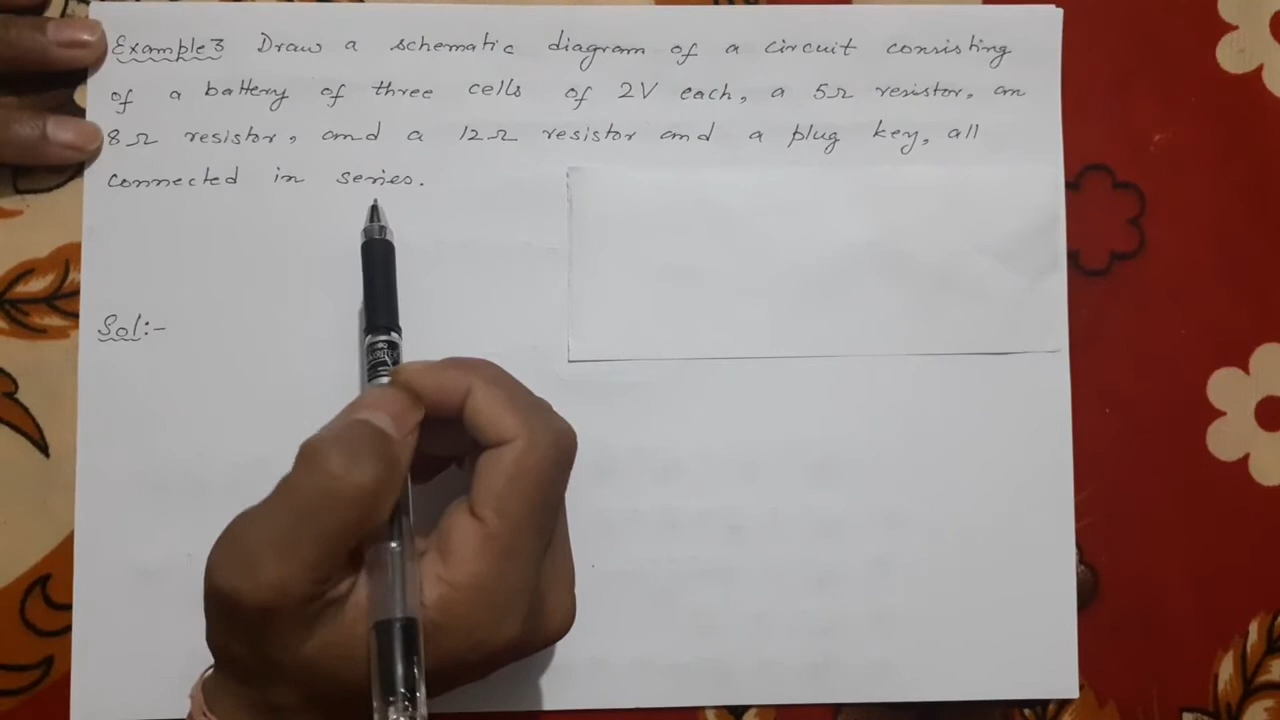 Example 3 Draw a schematic diagram of a circuit consisting
of a battery of three cells of 2V each, a 5Ω resistor, an
8Ω resistor, and a 12Ω resistor and a plug key, all
connected in series.
Sol:-